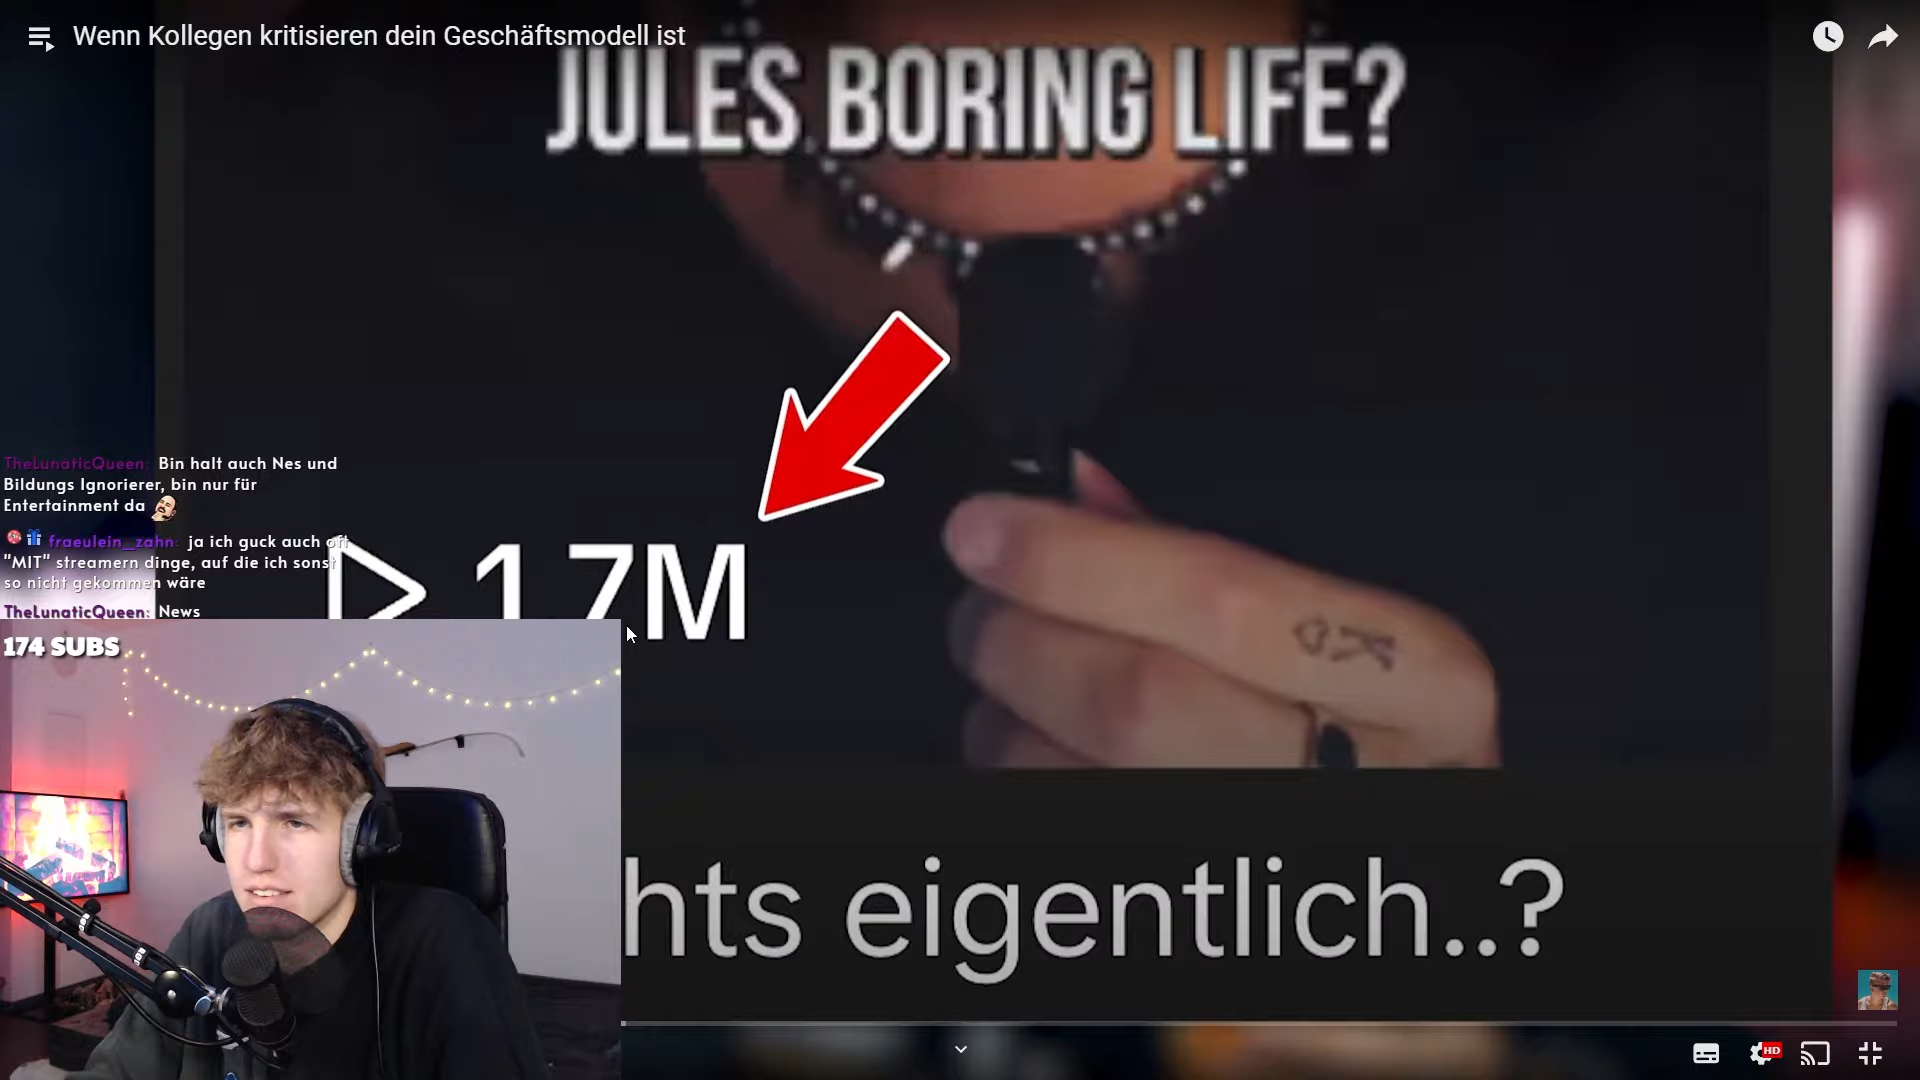 Wenn Kollegen kritisieren dein Geschäftsmodell ist
JULES BORING LIFE?
TheLunaticQueen: Bin halt auch Nes und
Bildungs Ignorierer, bin nur für
Entertainment da
fraeulein_zahn: ja ich guck auch oft
"MIT" streamern dinge, auf die ich sonst
so nicht gekommen wäre
TheLunaticQueen: News
174 SUBS
hts eigentlich..?
HD